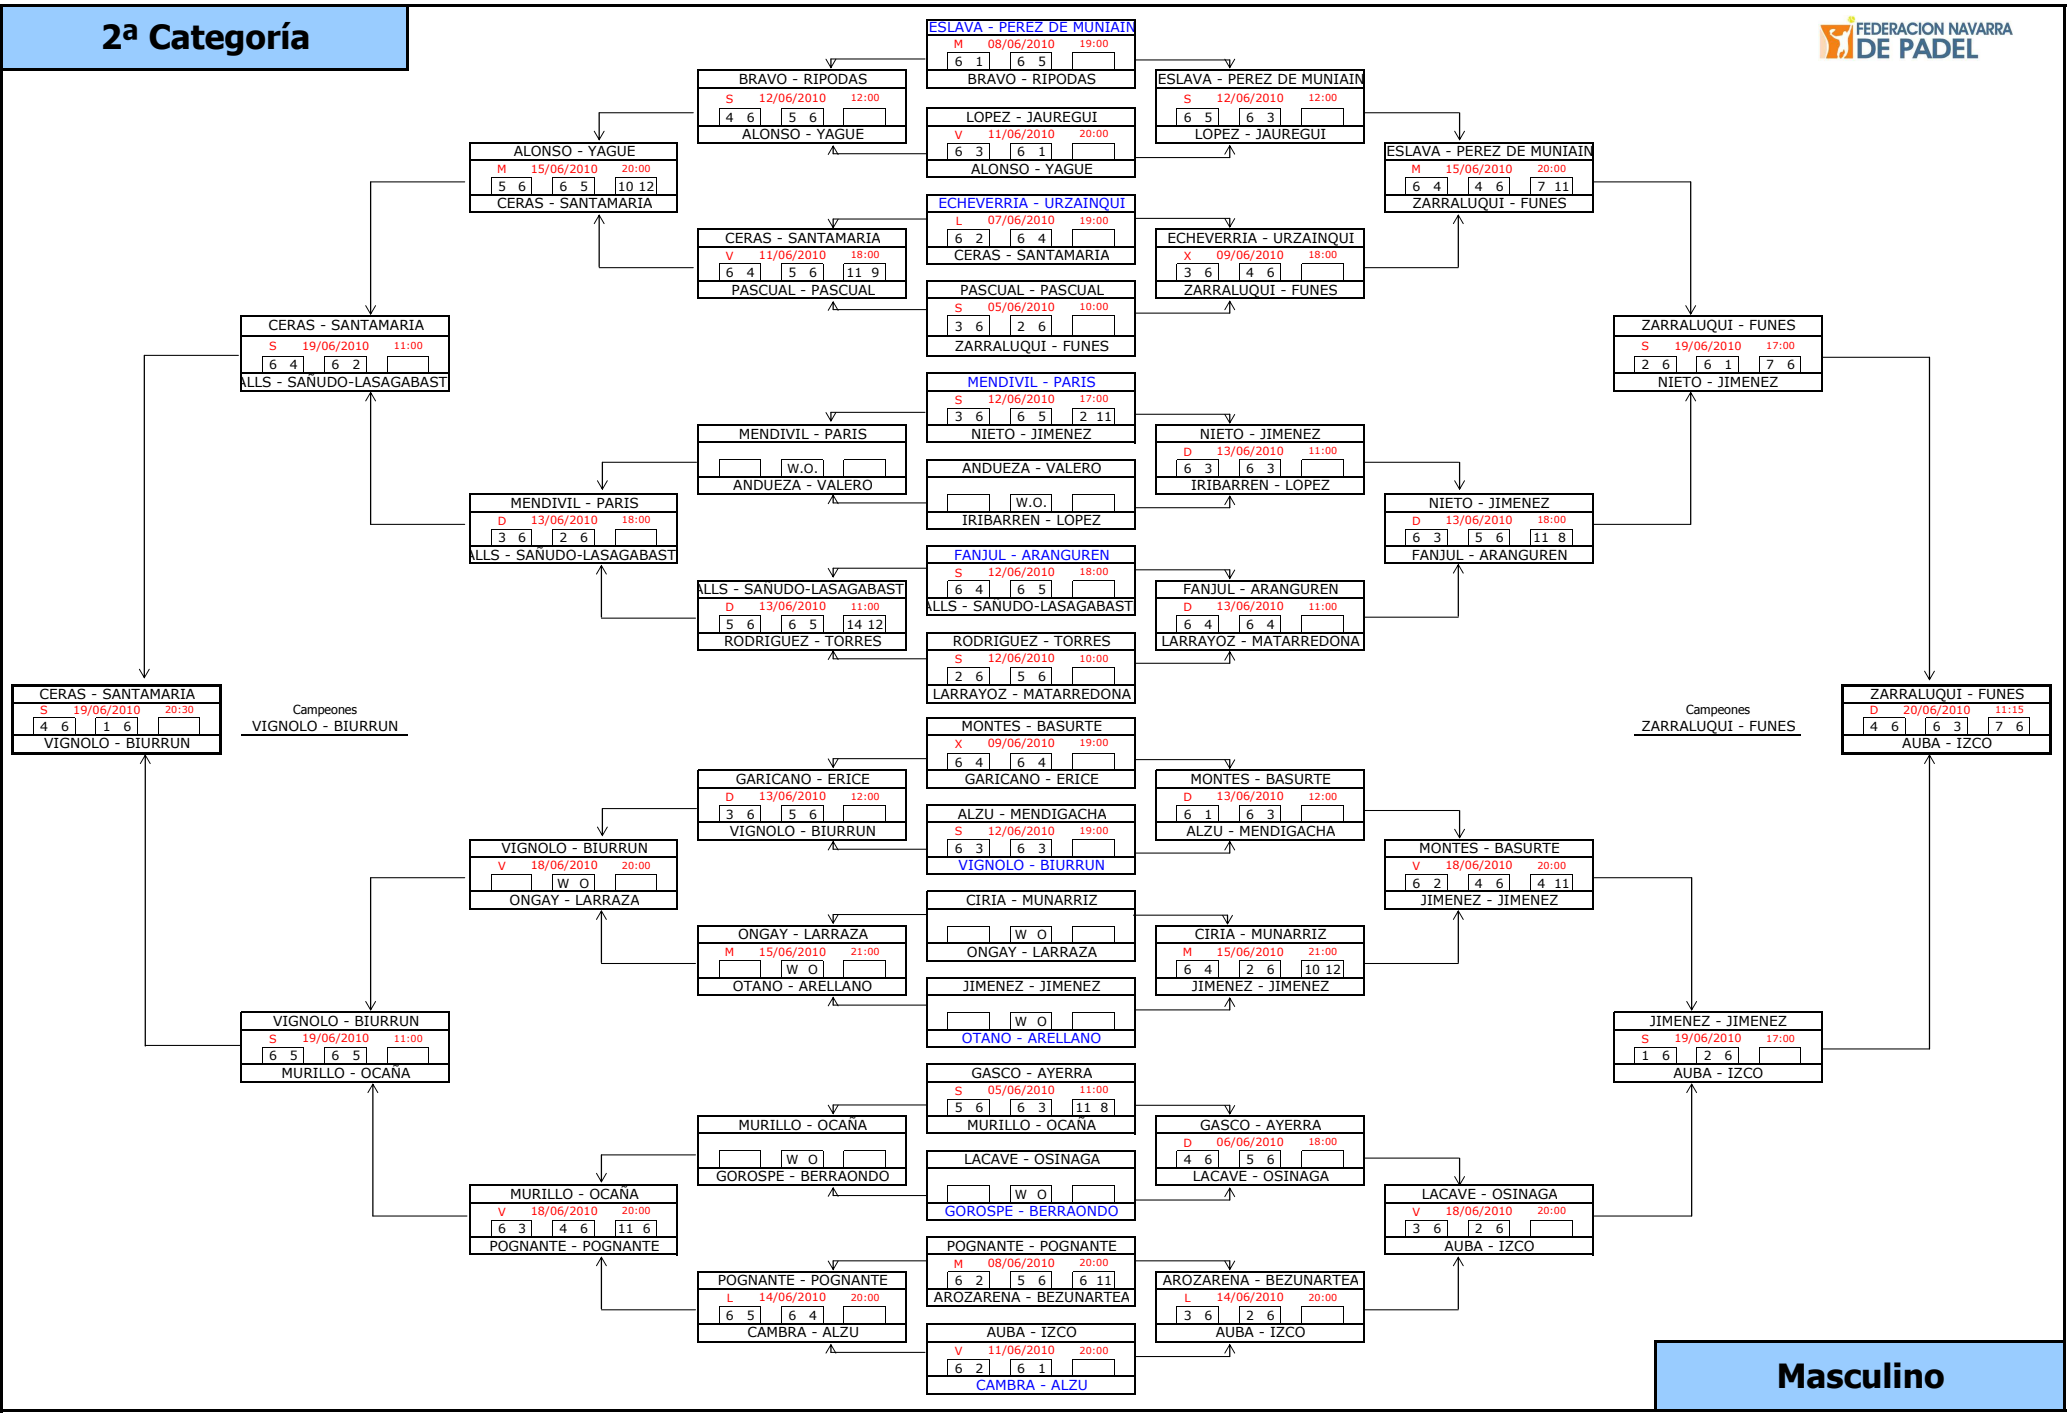 2ª Categoría
FEDERACION NAVARRA
DE PADEL
ESLAVA - PEREZ DE MUNIAIN
M 08/06/2010 19:00
6 1 6 5
BRAVO - RIPODAS
LOPEZ - JAUREGUI
V 11/06/2010 20:00
6 3 6 1
ALONSO - YAGUE
ECHEVERRIA - URZAINQUI
L 07/06/2010 19:00
6 2 6 4
CERAS - SANTAMARIA
PASCUAL - PASCUAL
S 05/06/2010 10:00
3 6 2 6
ZARRALUQUI - FUNES
MENDIVIL - PARIS
S 12/06/2010 17:00
3 6 6 5 2 11
NIETO - JIMENEZ
ANDUEZA - VALERO
W.O.
IRIBARREN - LOPEZ
FANJUL - ARANGUREN
S 12/06/2010 18:00
6 4 6 5
ALLS - SAÑUDO-LASAGABAST
RODRIGUEZ - TORRES
S 12/06/2010 10:00
2 6 5 6
LARRAYOZ - MATARREDONA
MONTES - BASURTE
X 09/06/2010 19:00
6 4 6 4
GARICANO - ERICE
ALZU - MENDIGACHA
S 12/06/2010 19:00
6 3 6 3
VIGNOLO - BIURRUN
CIRIA - MUNARRIZ
W O
ONGAY - LARRAZA
JIMENEZ - JIMENEZ
W O
OTANO - ARELLANO
GASCO - AYERRA
S 05/06/2010 11:00
5 6 6 3 11 8
MURILLO - OCAÑA
LACAVE - OSINAGA
W O
GOROSPE - BERRAONDO
POGNANTE - POGNANTE
M 08/06/2010 20:00
6 2 5 6 6 11
AROZARENA - BEZUNARTEA
AUBA - IZCO
V 11/06/2010 20:00
6 2 6 1
CAMBRA - ALZU
BRAVO - RIPODAS
S 12/06/2010 12:00
4 6 5 6
ALONSO - YAGUE
CERAS - SANTAMARIA
V 11/06/2010 18:00
6 4 5 6 11 9
PASCUAL - PASCUAL
MENDIVIL - PARIS
W.O.
ANDUEZA - VALERO
ALLS - SAÑUDO-LASAGABAST
D 13/06/2010 11:00
5 6 6 5 14 12
RODRIGUEZ - TORRES
GARICANO - ERICE
D 13/06/2010 12:00
3 6 5 6
VIGNOLO - BIURRUN
ONGAY - LARRAZA
M 15/06/2010 21:00
W O
OTANO - ARELLANO
MURILLO - OCAÑA
W O
GOROSPE - BERRAONDO
POGNANTE - POGNANTE
L 14/06/2010 20:00
6 5 6 4
CAMBRA - ALZU
ALONSO - YAGUE
M 15/06/2010 20:00
5 6 6 5 10 12
CERAS - SANTAMARIA
MENDIVIL - PARIS
D 13/06/2010 18:00
3 6 2 6
ALLS - SAÑUDO-LASAGABAST
VIGNOLO - BIURRUN
V 18/06/2010 20:00
W O
ONGAY - LARRAZA
MURILLO - OCAÑA
V 18/06/2010 20:00
6 3 4 6 11 6
POGNANTE - POGNANTE
CERAS - SANTAMARIA
S 19/06/2010 11:00
6 4 6 2
ALLS - SAÑUDO-LASAGABAST
VIGNOLO - BIURRUN
S 19/06/2010 11:00
6 5 6 5
MURILLO - OCAÑA
CERAS - SANTAMARIA
S 19/06/2010 20:30
4 6 1 6
VIGNOLO - BIURRUN
Campeones
VIGNOLO - BIURRUN
ESLAVA - PEREZ DE MUNIAIN
S 12/06/2010 12:00
6 5 6 3
LOPEZ - JAUREGUI
ECHEVERRIA - URZAINQUI
X 09/06/2010 18:00
3 6 4 6
ZARRALUQUI - FUNES
NIETO - JIMENEZ
D 13/06/2010 11:00
6 3 6 3
IRIBARREN - LOPEZ
FANJUL - ARANGUREN
D 13/06/2010 11:00
6 4 6 4
LARRAYOZ - MATARREDONA
MONTES - BASURTE
D 13/06/2010 12:00
6 1 6 3
ALZU - MENDIGACHA
CIRIA - MUNARRIZ
M 15/06/2010 21:00
6 4 2 6 10 12
JIMENEZ - JIMENEZ
GASCO - AYERRA
D 06/06/2010 18:00
4 6 5 6
LACAVE - OSINAGA
AROZARENA - BEZUNARTEA
L 14/06/2010 20:00
3 6 2 6
AUBA - IZCO
ESLAVA - PEREZ DE MUNIAIN
M 15/06/2010 20:00
6 4 4 6 7 11
ZARRALUQUI - FUNES
NIETO - JIMENEZ
D 13/06/2010 18:00
6 3 5 6 11 8
FANJUL - ARANGUREN
MONTES - BASURTE
V 18/06/2010 20:00
6 2 4 6 4 11
JIMENEZ - JIMENEZ
LACAVE - OSINAGA
V 18/06/2010 20:00
3 6 2 6
AUBA - IZCO
ZARRALUQUI - FUNES
S 19/06/2010 17:00
2 6 6 1 7 6
NIETO - JIMENEZ
JIMENEZ - JIMENEZ
S 19/06/2010 17:00
1 6 2 6
AUBA - IZCO
Campeones
ZARRALUQUI - FUNES
ZARRALUQUI - FUNES
D 20/06/2010 11:15
4 6 6 3 7 6
AUBA - IZCO
Masculino